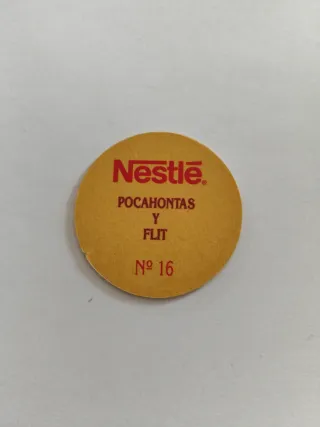 Nestlé®
POCAHONTAS
Y
FLIT
Nº 16